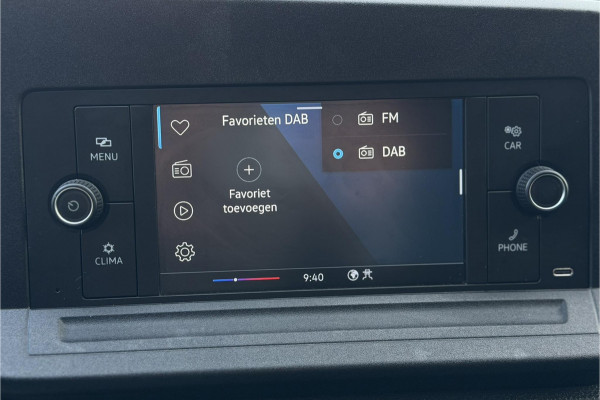 MENU
CLIMA
Favorieten DAB
FM
DAB
Favoriet
toevoegen
9:40
CAR
PHONE